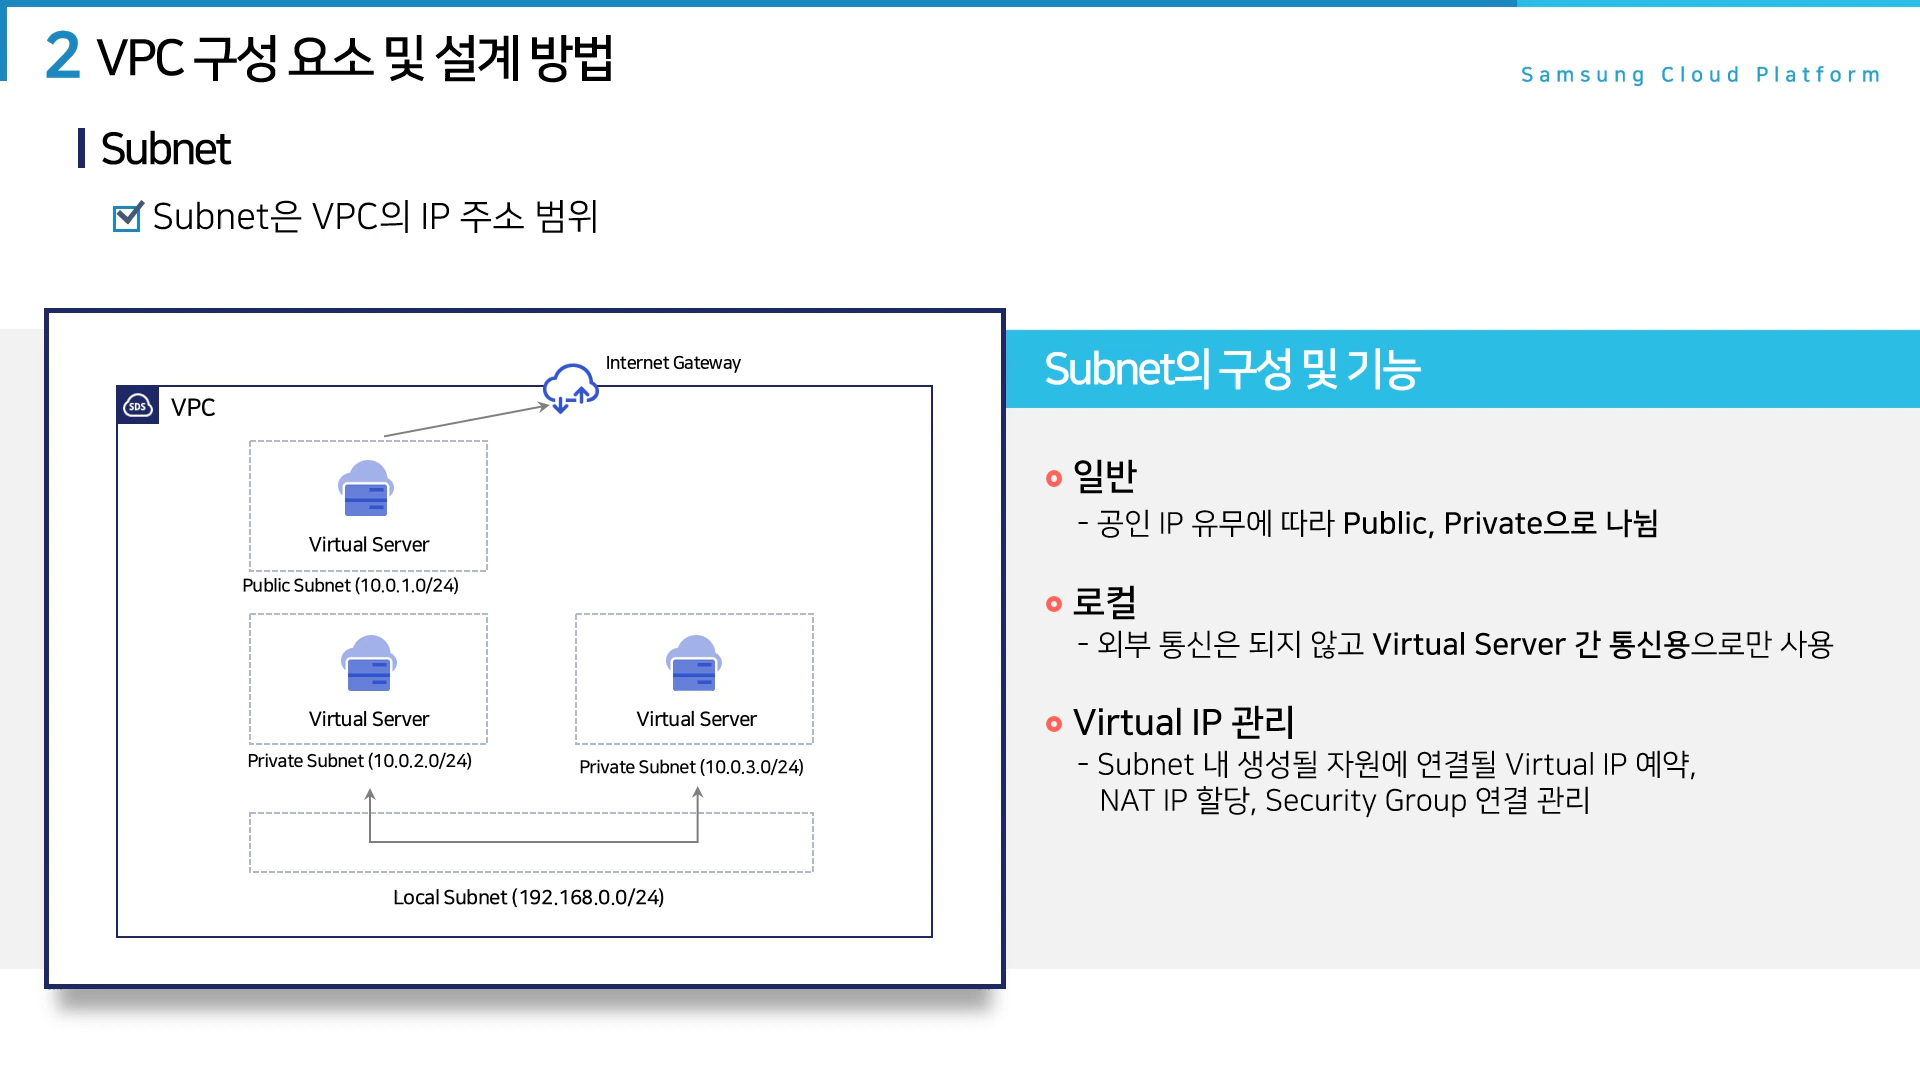 2 VPC 구성 요소 및 설계 방법
Samsung Cloud Platform
Subnet
Subnet은 VPC의 IP 주소 범위
Internet Gateway
SDS VPC
Virtual Server
Public Subnet (10.0.1.0/24)
Virtual Server
Private Subnet (10.0.2.0/24)
Virtual Server
Private Subnet (10.0.3.0/24)
Local Subnet (192.168.0.0/24)
Subnet의 구성 및 기능
일반
- 공인 IP 유무에 따라 Public, Private으로 나뉨
로컬
- 외부 통신은 되지 않고 Virtual Server 간 통신용으로만 사용
Virtual IP 관리
- Subnet 내 생성될 자원에 연결될 Virtual IP 예약,
NAT IP 할당, Security Group 연결 관리